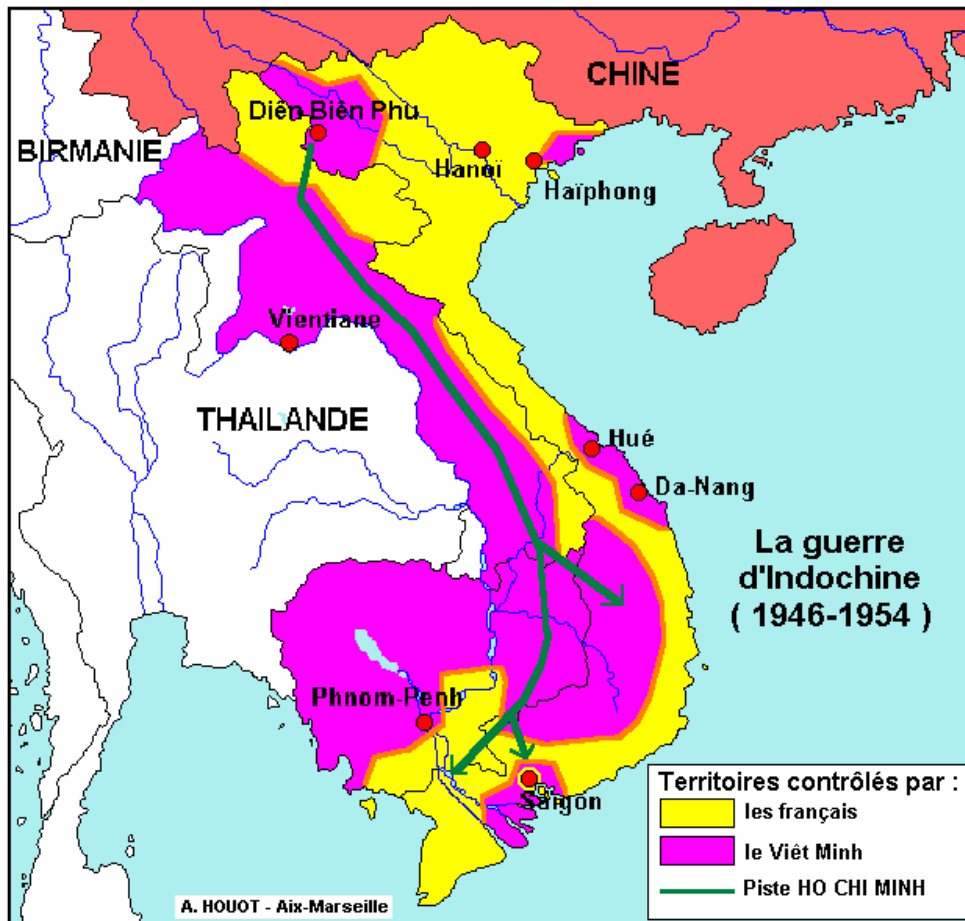 CHINE
Diên Biên Phu
BIRMANIE
Hanoï
Haïphong
Vientiane
THAILANDE
Hué
Da-Nang
La guerre
d'Indochine
( 1946-1954 )
Phnom-Penh
Saïgon
Territoires contrôlés par :
les français
le Viêt Minh
Piste HO CHI MINH
A. HOUOT - Aix-Marseille